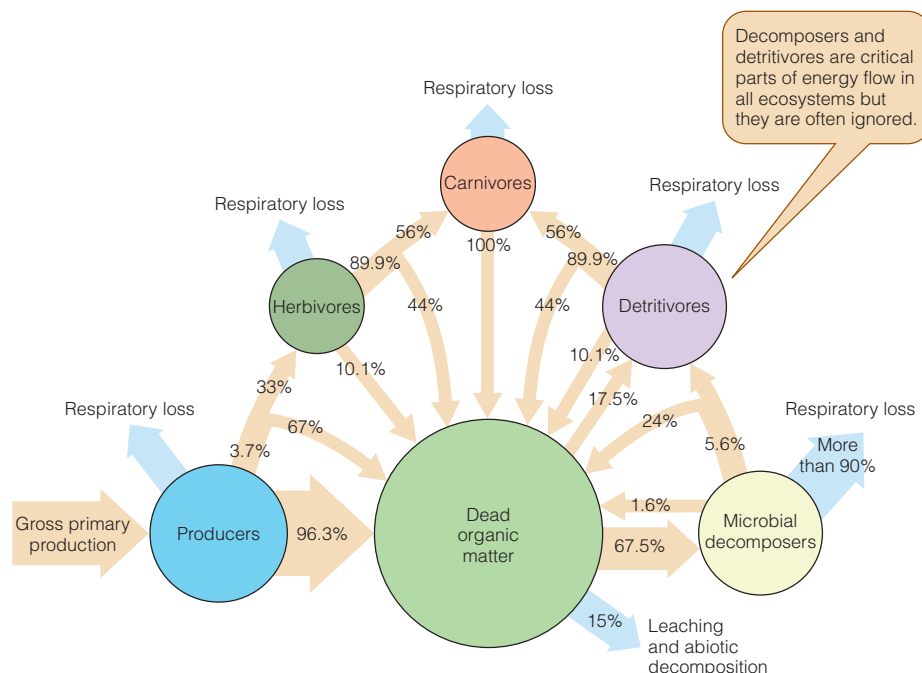 Decomposers and
detritivores are critical
parts of energy flow in
all ecosystems but
they are often ignored.
Respiratory loss
Carnivores
Respiratory loss
Respiratory loss
56%
100%
56%
89.9%
89.9%
Herbivores
44%
44%
Detritivores
10.1%
10.1%
33%
17.5%
Respiratory loss
67%
24%
Respiratory loss
3.7%
5.6%
More
than 90%
Gross primary
production
Producers
96.3%
Dead
organic
matter
1.6%
67.5%
Microbial
decomposers
15%
Leaching
and abiotic
decomposition